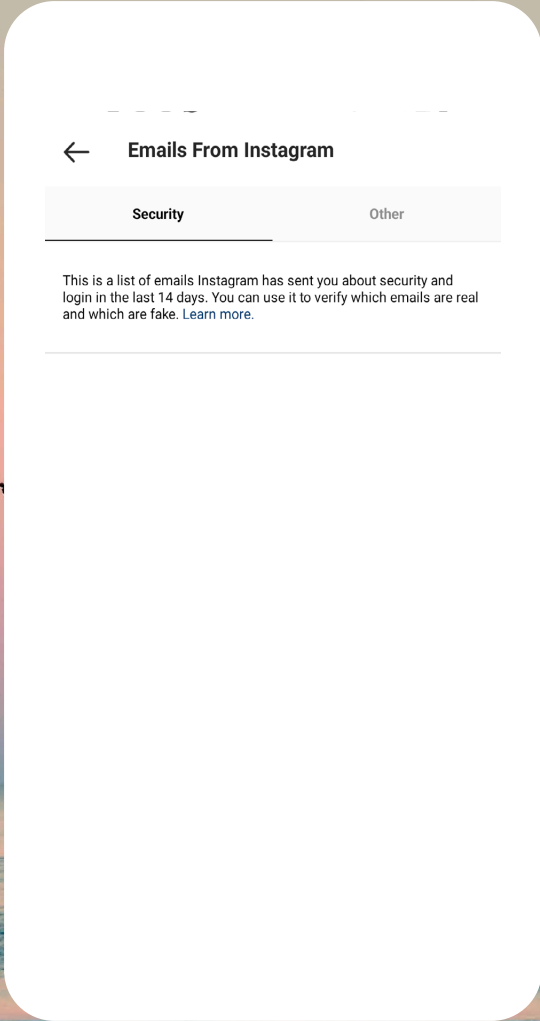 Emails From Instagram
Security
Other
This is a list of emails Instagram has sent you about security and
login in the last 14 days. You can use it to verify which emails are real
and which are fake. Learn more.